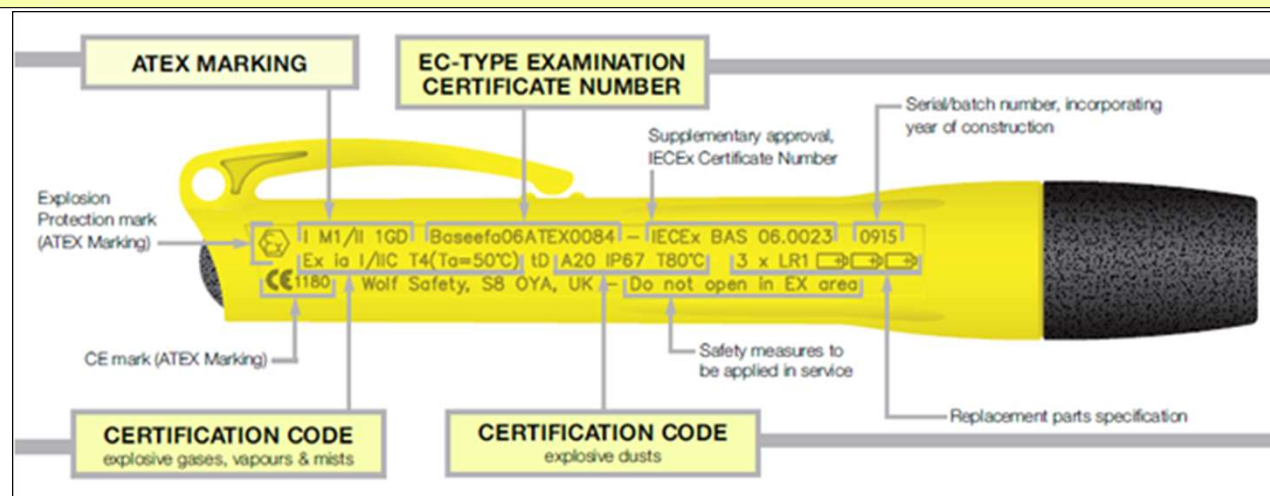 ATEX MARKING
EC-TYPE EXAMINATION
CERTIFICATE NUMBER
Serial/batch number, incorporating
year of construction
Supplementary approval,
IECEx Certificate Number
Explosion
Protection mark
(ATEX Marking)
Ex I M1/II 1GD Baseefa06ATEX0084 – IECEx BAS 06.0023 0915
Ex ia I/IIC T4(Ta=50°C) tD A20 IP67 T80°C 3 x LR1
CE1180 Wolf Safety, S8 0YA, UK – Do not open in EX area
CE mark (ATEX Marking)
Safety measures to
be applied in service
Replacement parts specification
CERTIFICATION CODE
explosive gases, vapours & mists
CERTIFICATION CODE
explosive dusts